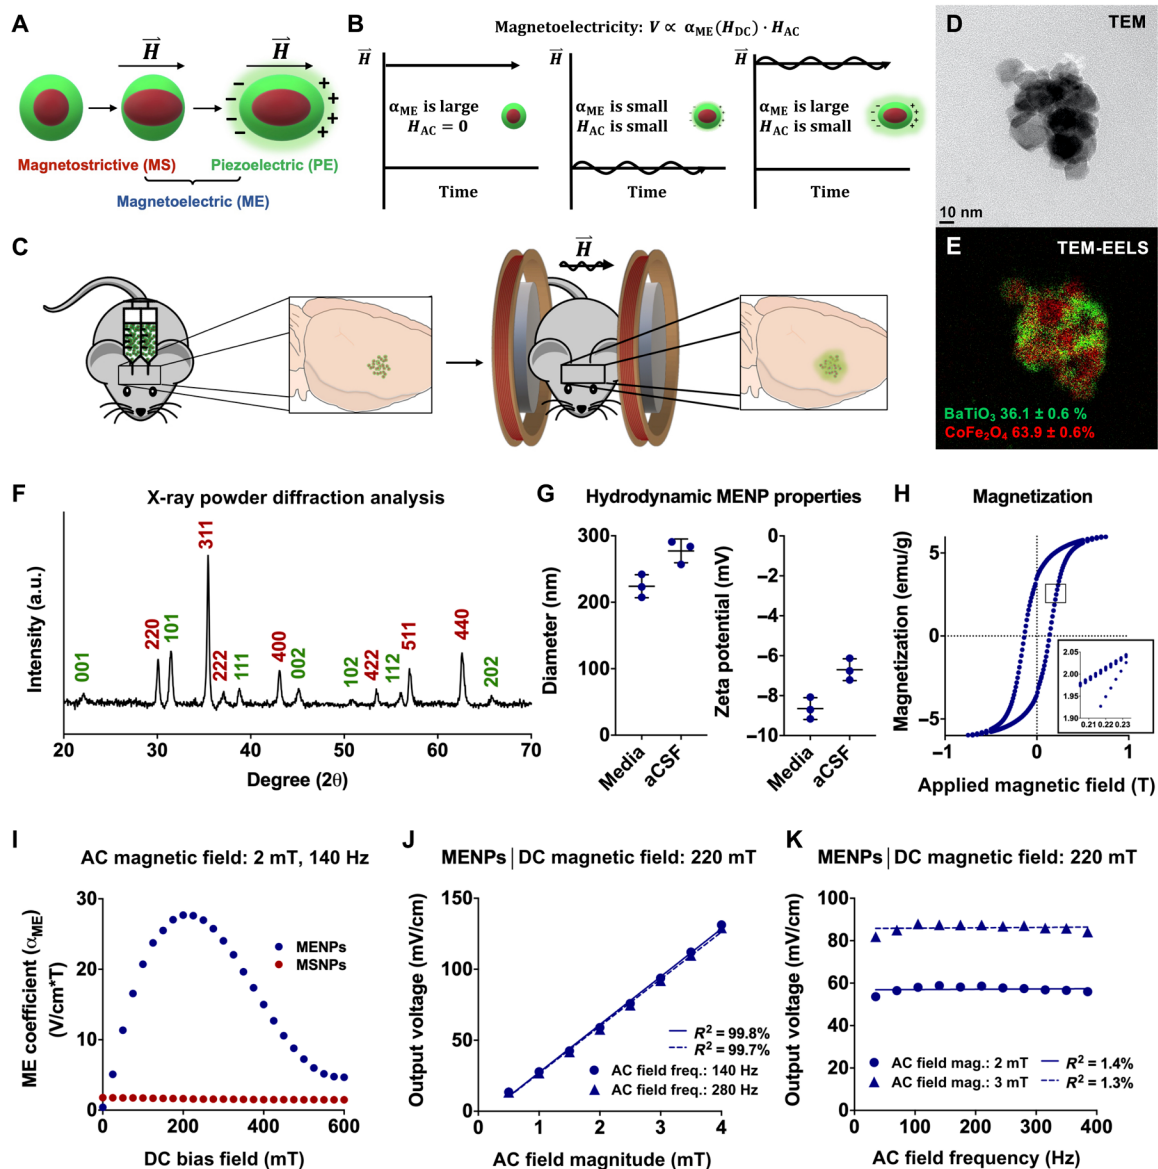 A
H
H
Magnetostrictive (MS)
Piezoelectric (PE)
Magnetoelectric (ME)
B
Magnetoelectricity: V ∝ αME(HDC) · HAC
H
αME is large
HAC = 0
Time
H
αME is small
HAC is small
Time
H
αME is large
HAC is small
Time
C
H
D
TEM
10 nm
E
TEM-EELS
BaTiO3 36.1 ± 0.6 %
CoFe2O4 63.9 ± 0.6%
F
X-ray powder diffraction analysis
Intensity (a.u.)
001
220
101
311
222
111
400
002
102
422
112
511
440
202
20 30 40 50 60 70
Degree (2θ)
G
Hydrodynamic MENP properties
Diameter (nm)
300
200
100
0
Media
aCSF
Zeta potential (mV)
0
−2
−4
−6
−8
−10
Media
aCSF
H
Magnetization
Magnetization (emu/g)
5
0
−5
−1 0 1
Applied magnetic field (T)
2.05
2.00
1.95
1.90
0.21 0.22 0.23
I
AC magnetic field: 2 mT, 140 Hz
ME coefficient (αME)
(V/cm*T)
30
20
10
0
MENPs
MSNPs
0 200 400 600
DC bias field (mT)
J
MENPs | DC magnetic field: 220 mT
Output voltage (mV/cm)
150
100
50
0
R² = 99.8%
R² = 99.7%
AC field freq.: 140 Hz
AC field freq.: 280 Hz
0 1 2 3 4
AC field magnitude (mT)
K
MENPs | DC magnetic field: 220 mT
Output voltage (mV/cm)
100
80
60
40
20
0
AC field mag.: 2 mT R² = 1.4%
AC field mag.: 3 mT R² = 1.3%
0 100 200 300 400
AC field frequency (Hz)